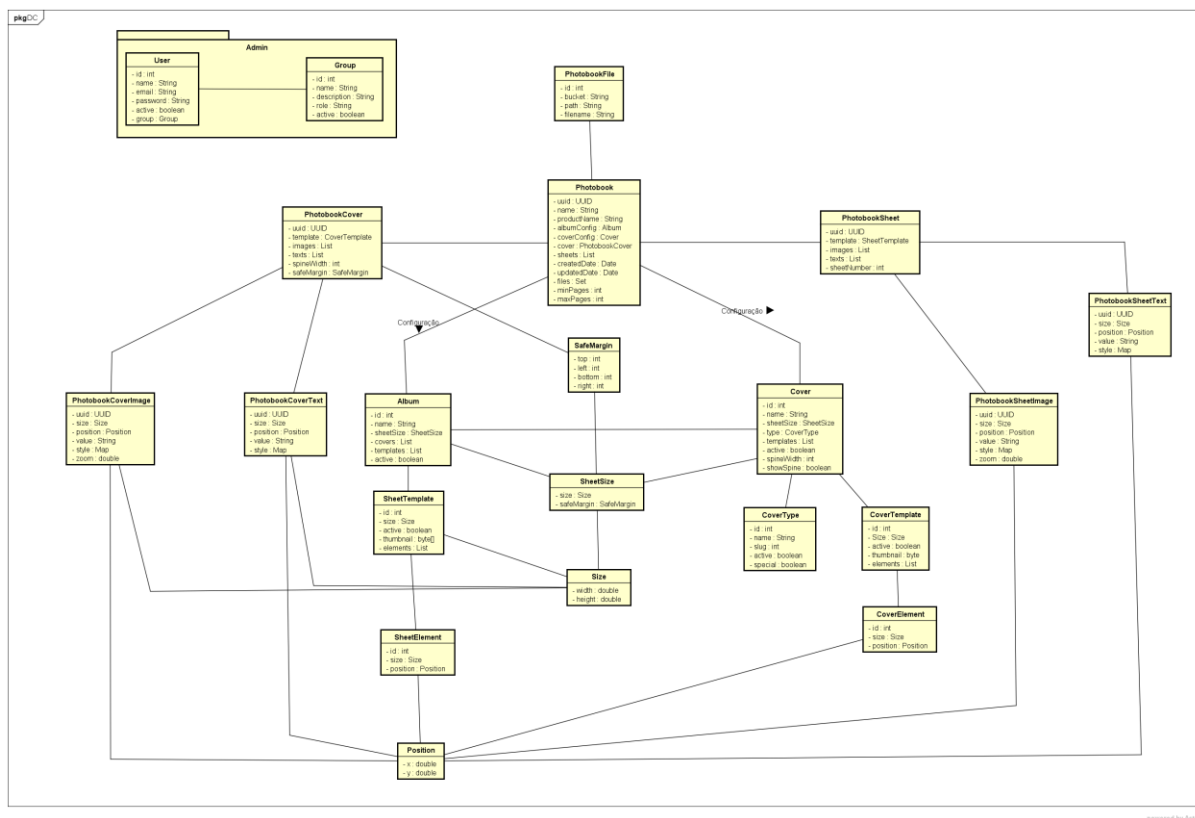 pkg DC
Admin
User
- id : int
- name : String
- email : String
- password : String
- active : boolean
- group : Group
Group
- id : int
- name : String
- description : String
- role : String
- active : boolean
PhotobookFile
- id : int
- bucket : String
- path : String
- filename : String
Photobook
- uuid : UUID
- name : String
- productName : String
- albumConfig : Album
- coverConfig : Cover
- cover : PhotobookCover
- sheets : List
- createdDate : Date
- updatedDate : Date
- files : Set
- minPages : int
- maxPages : int
PhotobookCover
- uuid : UUID
- template : CoverTemplate
- images : List
- texts : List
- spineWidth : int
- safeMargin : SafeMargin
PhotobookSheet
- uuid : UUID
- template : SheetTemplate
- images : List
- texts : List
- sheetNumber : int
PhotobookSheetText
- uuid : UUID
- size : Size
- position : Position
- value : String
- style : Map
Configuração
Configuração
SafeMargin
- top : int
- left : int
- bottom : int
- right : int
PhotobookCoverImage
- uuid : UUID
- size : Size
- position : Position
- value : String
- style : Map
- zoom : double
PhotobookCoverText
- uuid : UUID
- size : Size
- position : Position
- value : String
- style : Map
Album
- id : int
- name : String
- sheetSize : SheetSize
- covers : List
- templates : List
- active : boolean
Cover
- id : int
- name : String
- sheetSize : SheetSize
- type : CoverType
- templates : List
- active : boolean
- spineWidth : int
- showSpine : boolean
PhotobookSheetImage
- uuid : UUID
- size : Size
- position : Position
- value : String
- style : Map
- zoom : double
SheetSize
- size : Size
- safeMargin : SafeMargin
SheetTemplate
- id : int
- size : Size
- active : boolean
- thumbnail : byte[]
- elements : List
CoverType
- id : int
- name : String
- slug : int
- active : boolean
- special : boolean
CoverTemplate
- id : int
- Size : Size
- active : boolean
- thumbnail : byte
- elements : List
Size
- width : double
- height : double
CoverElement
- id : int
- size : Size
- position : Position
SheetElement
- id : int
- size : Size
- position : Position
Position
- x : double
- y : double